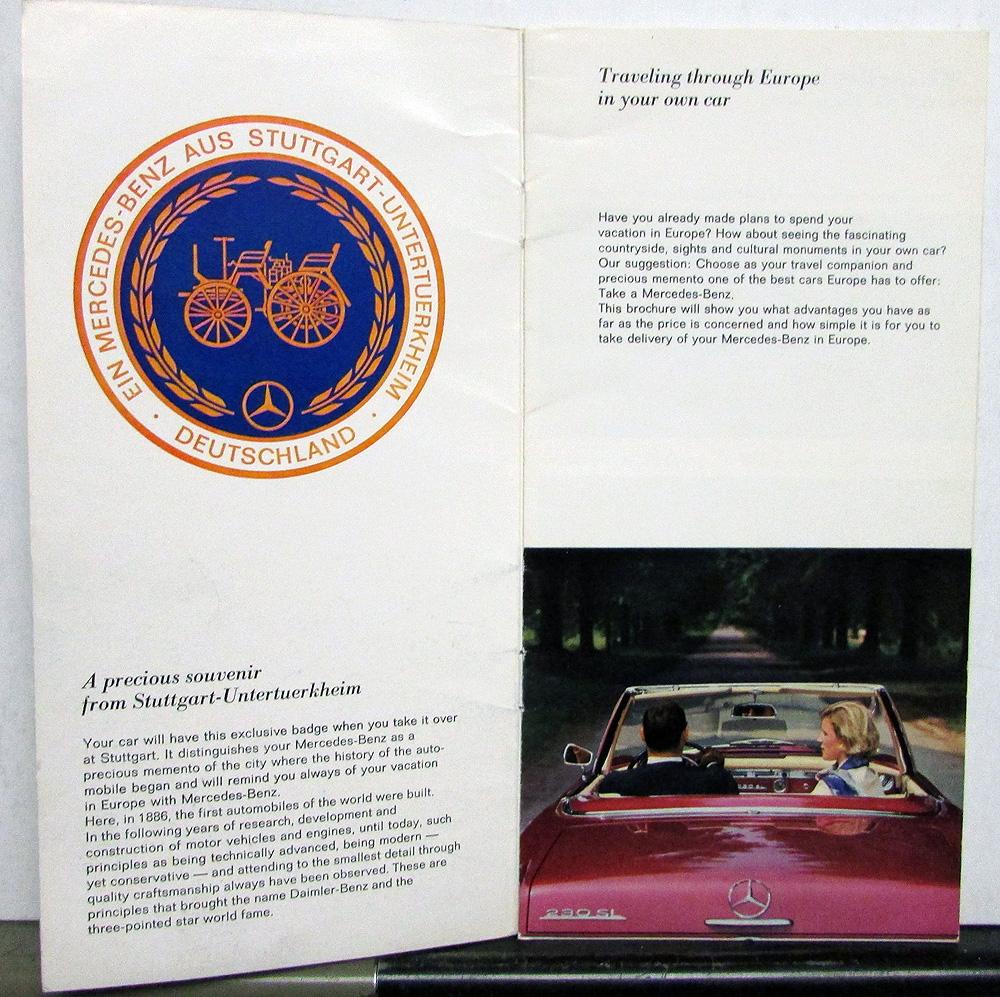 EIN MERCEDES-BENZ AUS STUTTGART-UNTERTUERKHEIM
· DEUTSCHLAND ·
A precious souvenir
from Stuttgart-Untertuerkheim
Your car will have this exclusive badge when you take it over
at Stuttgart. It distinguishes your Mercedes-Benz as a
precious memento of the city where the history of the auto-
mobile began and will remind you always of your vacation
in Europe with Mercedes-Benz.
Here, in 1886, the first automobiles of the world were built.
In the following years of research, development and
construction of motor vehicles and engines, until today, such
principles as being technically advanced, being modern —
yet conservative — and attending to the smallest detail through
quality craftsmanship always have been observed. These are
principles that brought the name Daimler-Benz and the
three-pointed star world fame.
Traveling through Europe
in your own car
Have you already made plans to spend your
vacation in Europe? How about seeing the fascinating
countryside, sights and cultural monuments in your own car?
Our suggestion: Choose as your travel companion and
precious memento one of the best cars Europe has to offer:
Take a Mercedes-Benz.
This brochure will show you what advantages you have as
far as the price is concerned and how simple it is for you to
take delivery of your Mercedes-Benz in Europe.
230 SL